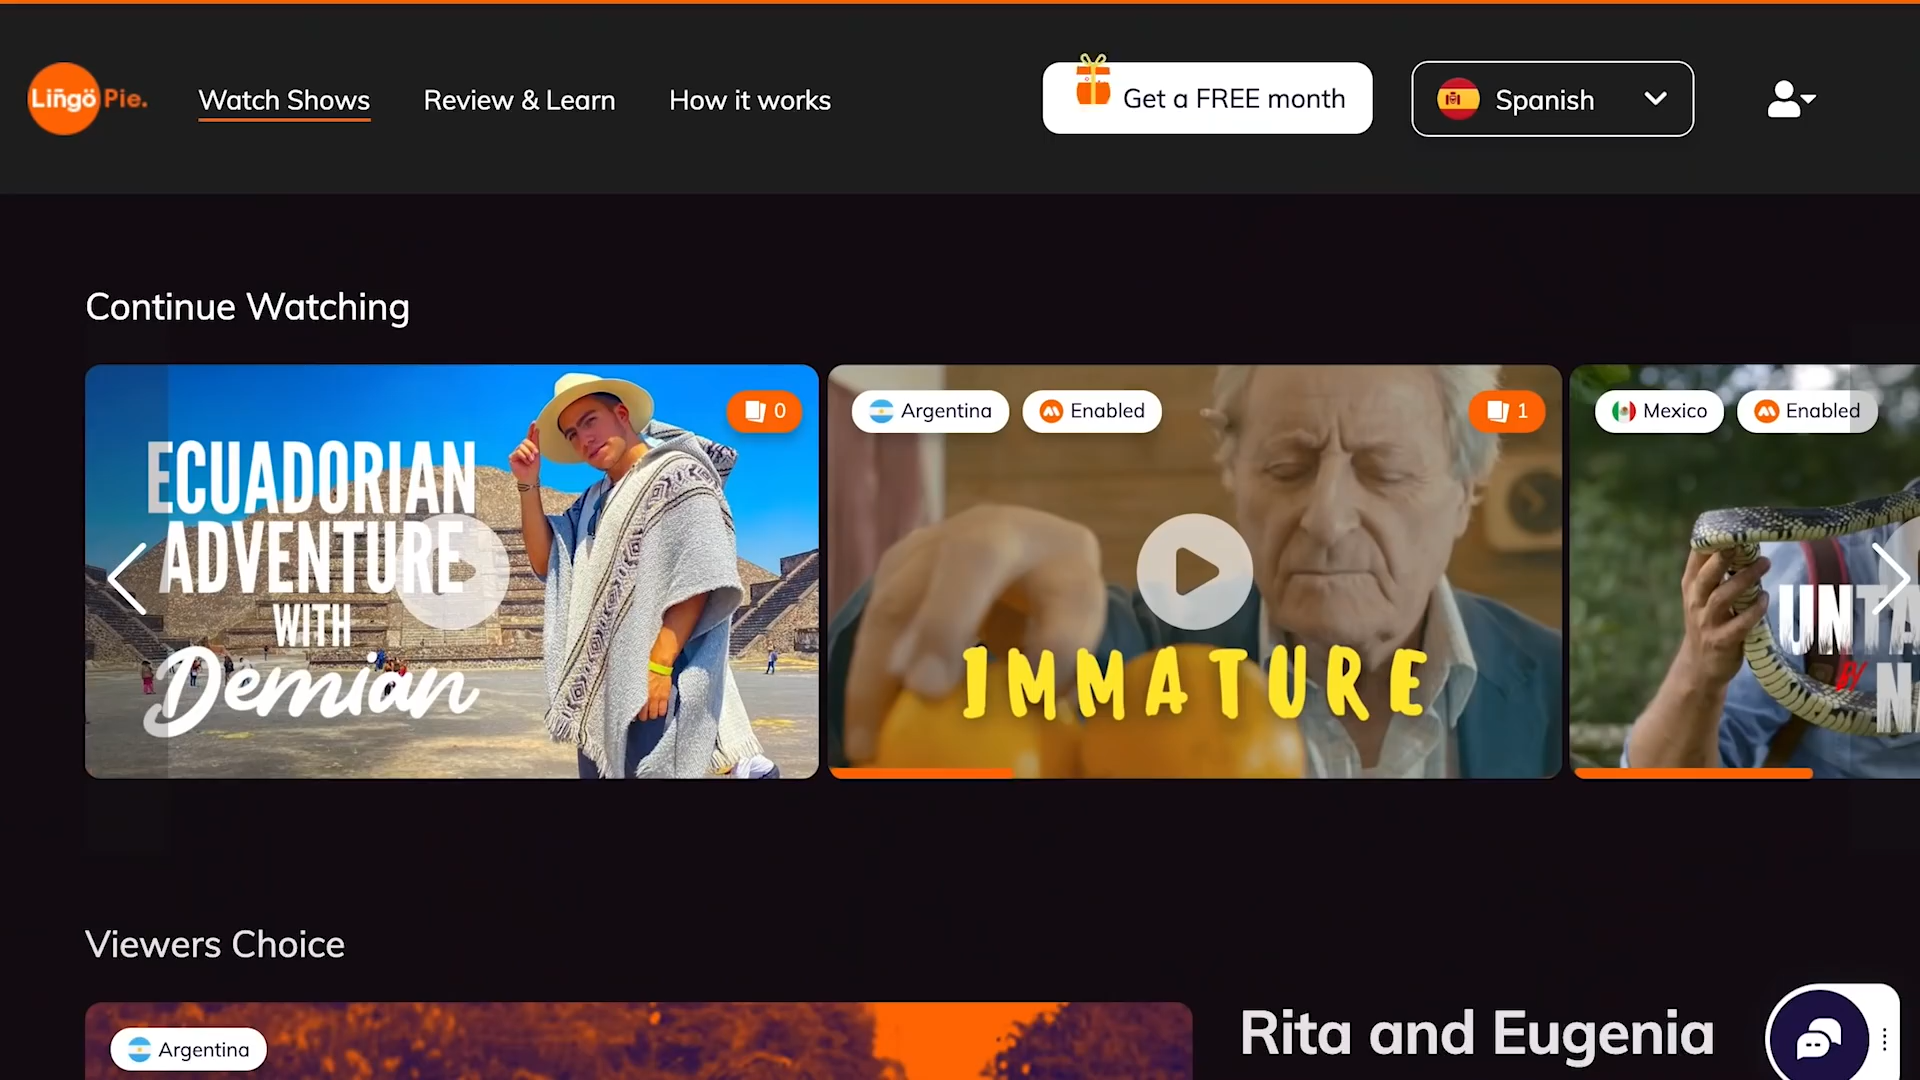 Lingö Pie.
Watch Shows
Review & Learn
How it works
Get a FREE month
Spanish
Continue Watching
0
ECUADORIAN
ADVENTURE
WITH
Demian
Argentina
Enabled
1
IMMATURE
Mexico
Enabled
BY
Viewers Choice
Argentina
Rita and Eugenia